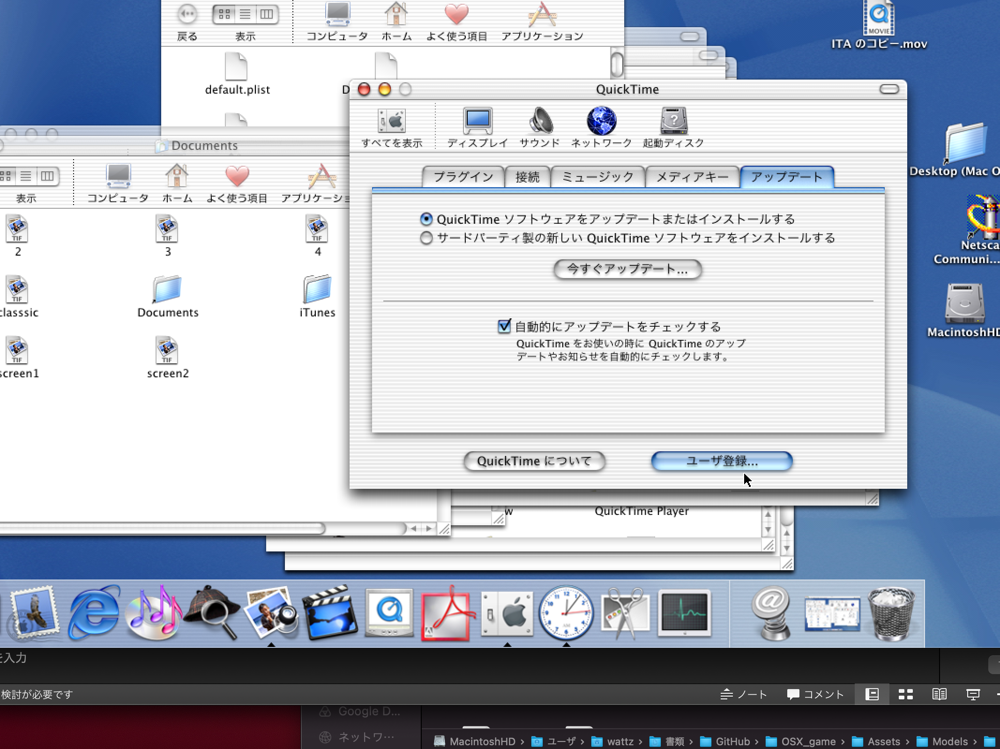 戻る
表示
コンピュータ
ホーム
よく使う項目
アプリケーション
MOVIE
ITA のコピー.mov
default.plist
D
QuickTime
すべてを表示
ディスプレイ
サウンド
ネットワーク
起動ディスク
プラグイン
接続
ミュージック
メディアキー
アップデート
QuickTime ソフトウェアをアップデートまたはインストールする
サードパーティ製の新しい QuickTime ソフトウェアをインストールする
今すぐアップデート...
自動的にアップデートをチェックする
QuickTime をお使いの時に QuickTime のアップ
デートやお知らせを自動的にチェックします。
QuickTime について
ユーザ登録...
Documents
表示
コンピュータ
ホーム
よく使う項目
アプリケーショ
TIF
2
TIF
3
TIF
4
TIF
classsic
Documents
iTunes
TIF
screen1
TIF
screen2
Desktop (Mac O
Netsca
Communi...
MacintoshHD
w
QuickTime Player
を入力
検討が必要です
ノート
コメント
Google D...
ネットワ...
MacintoshHD › ユーザ › wattz › 書類 › GitHub › OSX_game › Assets › Models ›